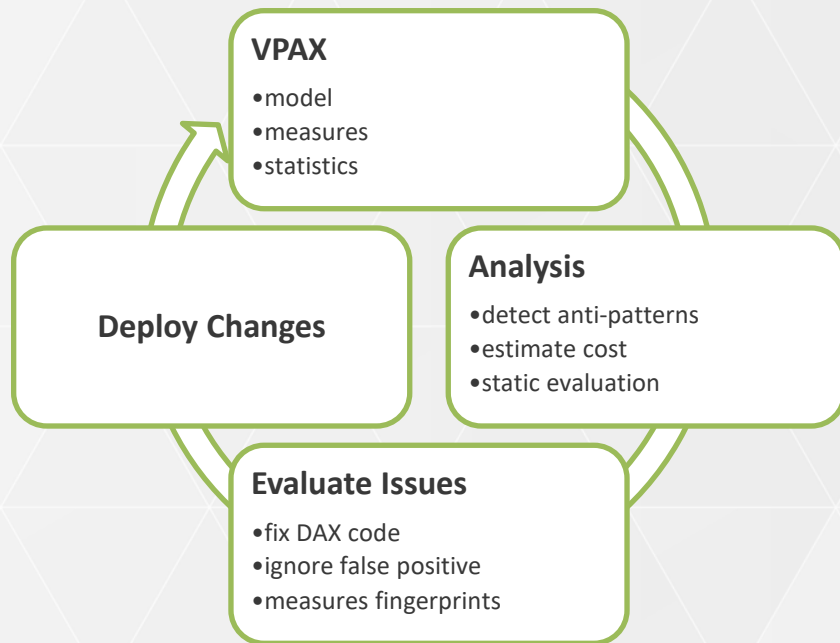 VPAX
•model
•measures
•statistics
Analysis
•detect anti-patterns
•estimate cost
•static evaluation
Evaluate Issues
•fix DAX code
•ignore false positive
•measures fingerprints
Deploy Changes